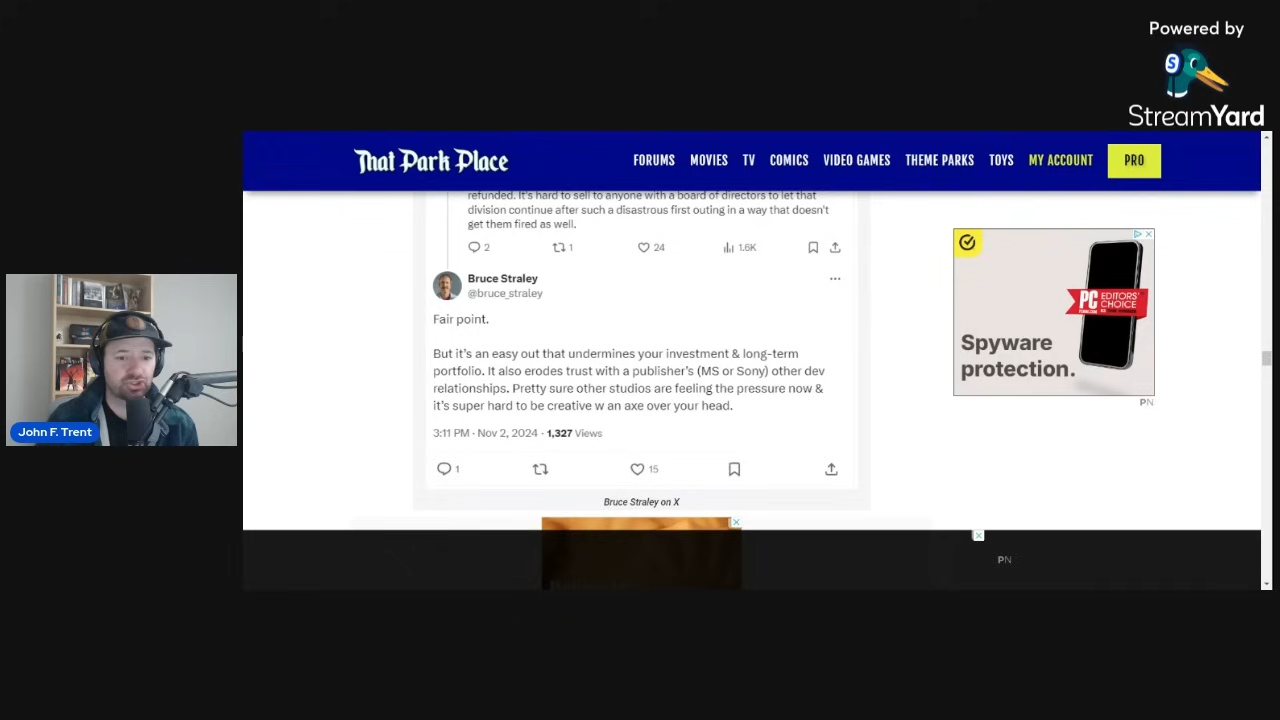 Powered by
S
StreamYard
That Park Place
FORUMS MOVIES TV COMICS VIDEO GAMES THEME PARKS TOYS MY ACCOUNT PRO
refunded. It's hard to sell to anyone with a board of directors to let that
division continue after such a disastrous first outing in a way that doesn't
get them fired as well.
2 1 24 1.6K
Bruce Straley
@bruce_straley
Fair point.
But it's an easy out that undermines your investment & long-term
portfolio. It also erodes trust with a publisher's (MS or Sony) other dev
relationships. Pretty sure other studios are feeling the pressure now &
it's super hard to be creative w an axe over your head.
3:11 PM · Nov 2, 2024 · 1,327 Views
1 15
Bruce Straley on X
PC
EDITORS'
CHOICE
Spyware
protection.
PN
John F. Trent
PN